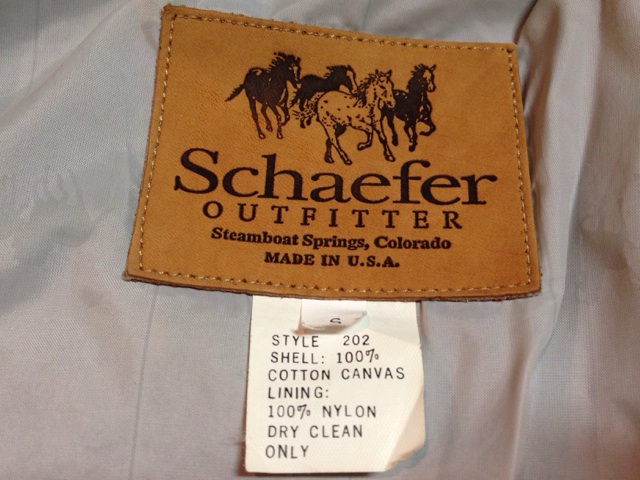 Schaefer
OUTFITTER
Steamboat Springs, Colorado
MADE IN U.S.A.
S
STYLE 202
SHELL: 100%
COTTON CANVAS
LINING:
100% NYLON
DRY CLEAN
ONLY